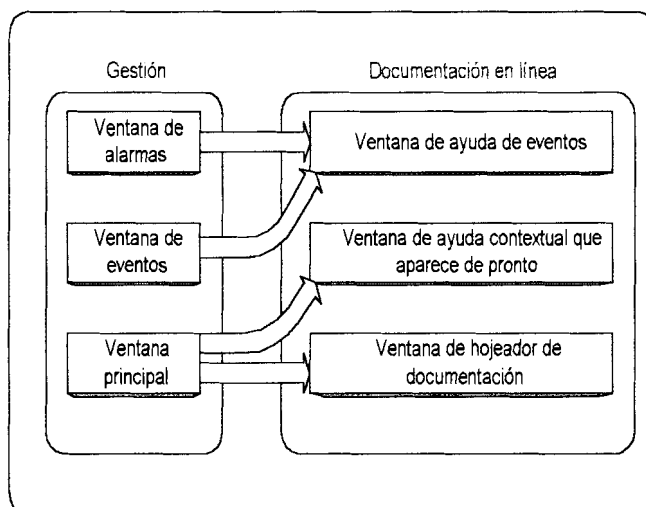 Gestión
Documentación en línea
Ventana de
alarmas
Ventana de ayuda de eventos
Ventana de
eventos
Ventana de ayuda contextual que
aparece de pronto
Ventana
principal
Ventana de hojeador de
documentación